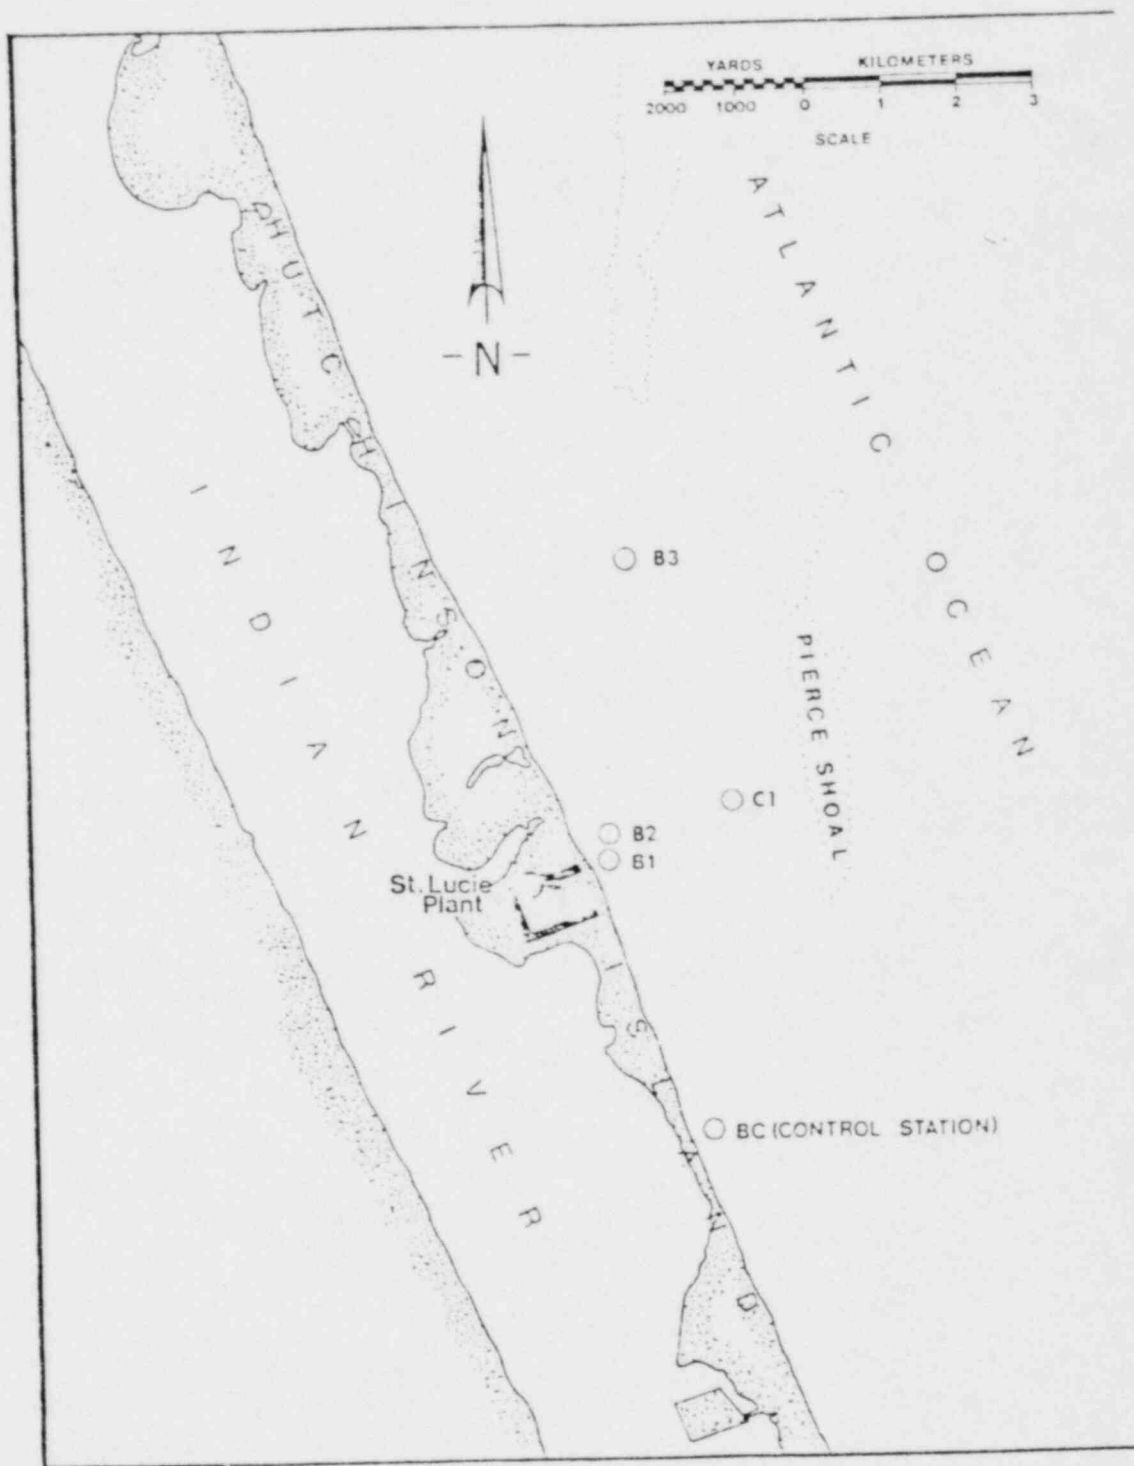 YARDS KILOMETERS
2000 1000 0 1 2 3
SCALE
ATLANTIC OCEAN
N
HUTCHINSON ISLAND
INDIAN RIVER
B3
PIERCE SHOAL
C1
B2
B1
St. Lucie
Plant
BC (CONTROL STATION)